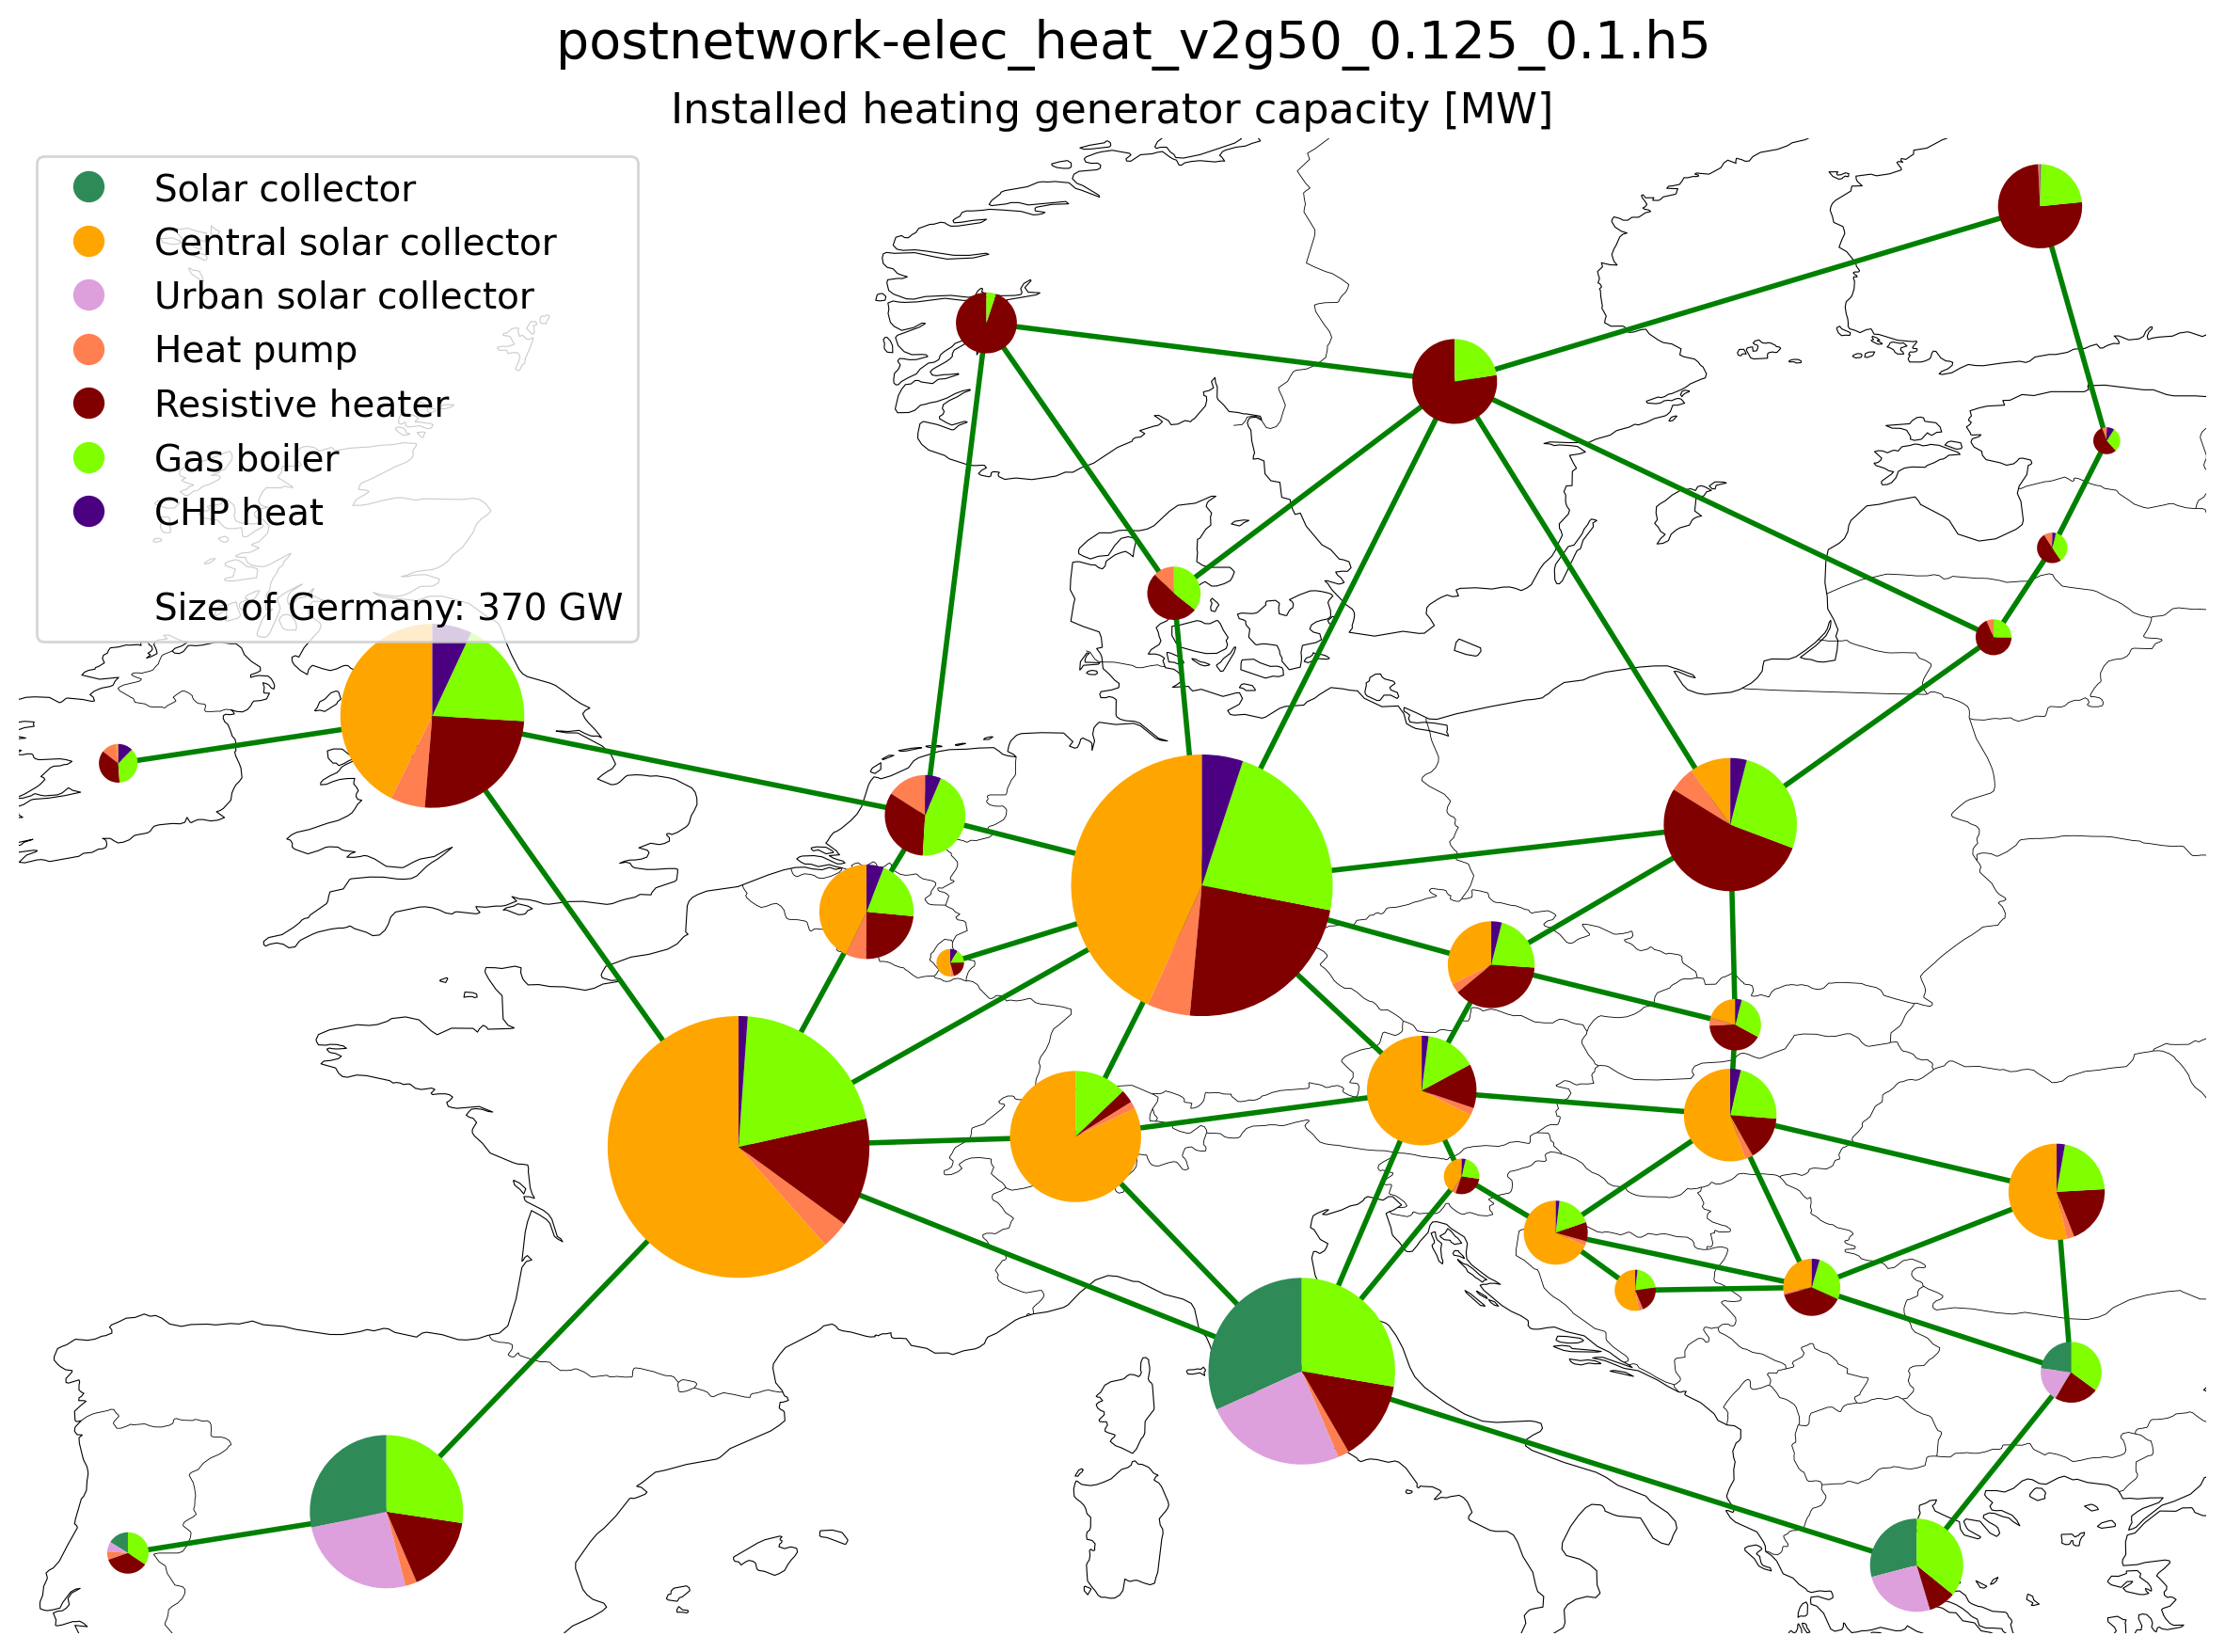 postnetwork-elec_heat_v2g50_0.125_0.1.h5
Installed heating generator capacity [MW]
Solar collector
Central solar collector
Urban solar collector
Heat pump
Resistive heater
Gas boiler
CHP heat
Size of Germany: 370 GW